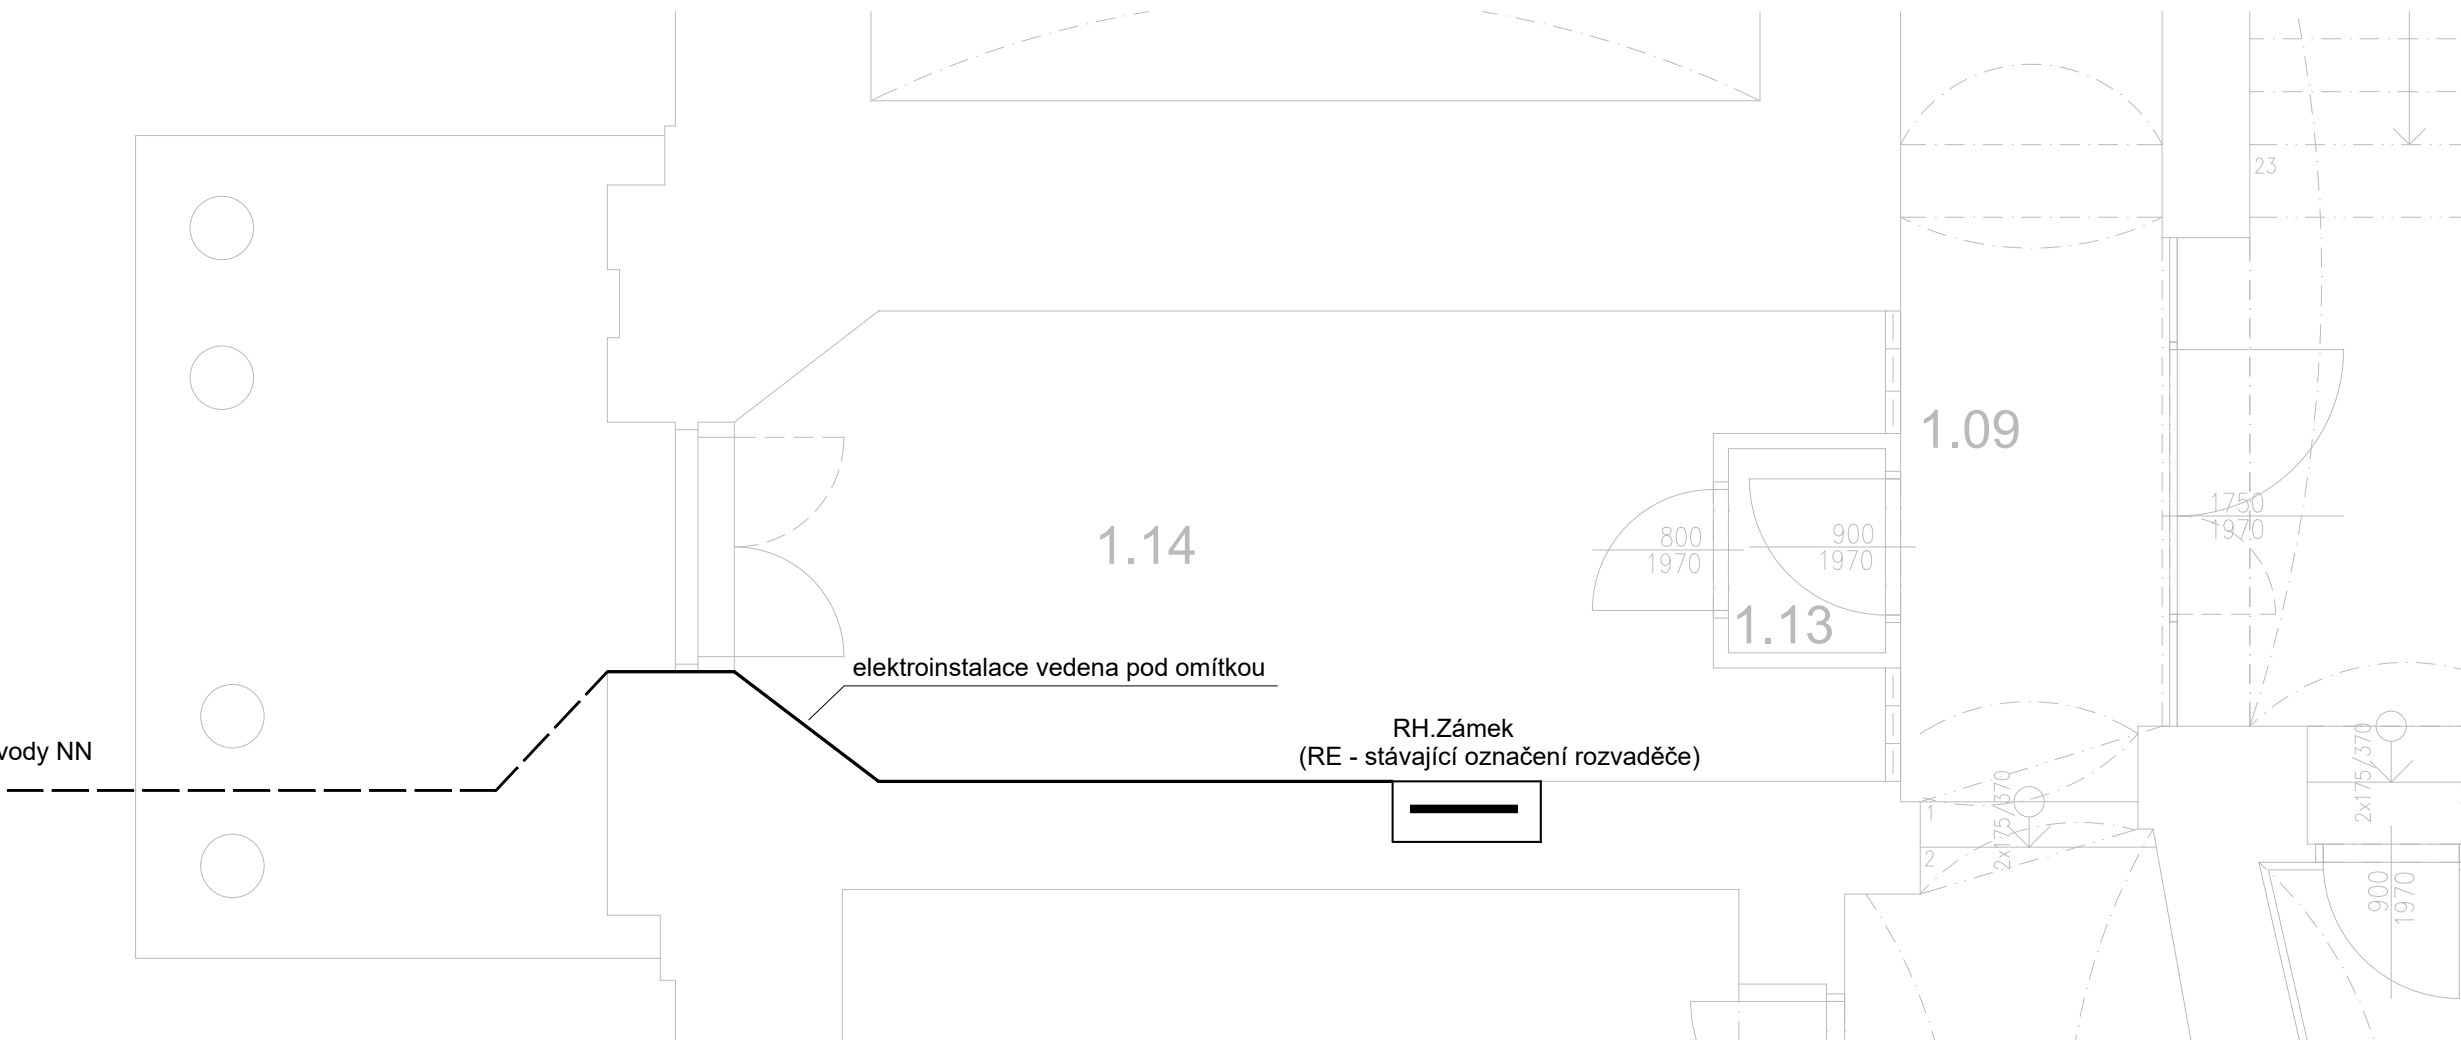 23
1.09
1750
1970
1.14
800
1970
900
1970
1.13
elektroinstalace vedena pod omítkou
RH.Zámek
(RE - stávající označení rozvaděče)
vody NN
1
2
2x175/370
2x175/370
900
1970